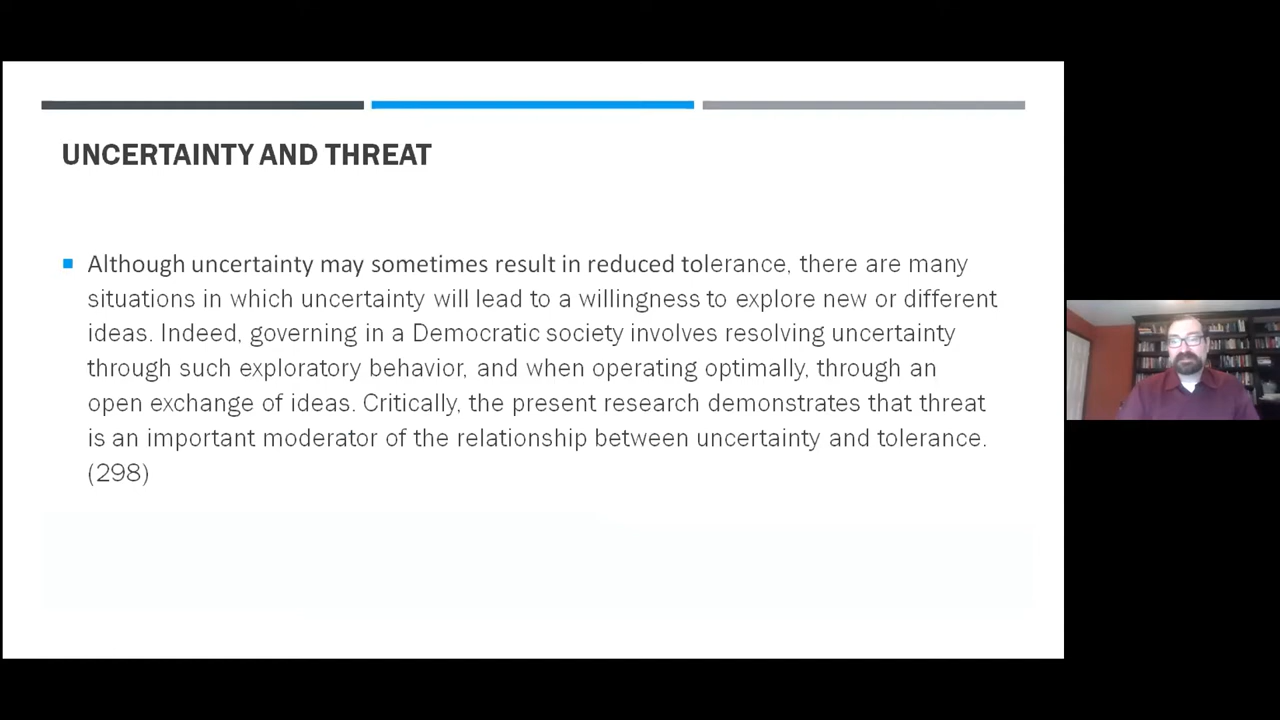 UNCERTAINTY AND THREAT
Although uncertainty may sometimes result in reduced tolerance, there are many
situations in which uncertainty will lead to a willingness to explore new or different
ideas. Indeed, governing in a Democratic society involves resolving uncertainty
through such exploratory behavior, and when operating optimally, through an
open exchange of ideas. Critically, the present research demonstrates that threat
is an important moderator of the relationship between uncertainty and tolerance.
(298)